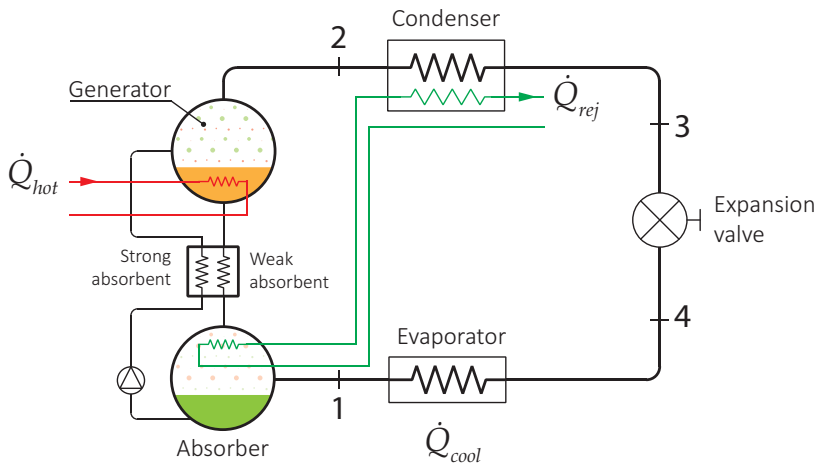 Condenser
2
Generator
Q̇rej
3
Q̇hot
Expansion
valve
Strong
absorbent
Weak
absorbent
4
Evaporator
1
Absorber
Q̇cool